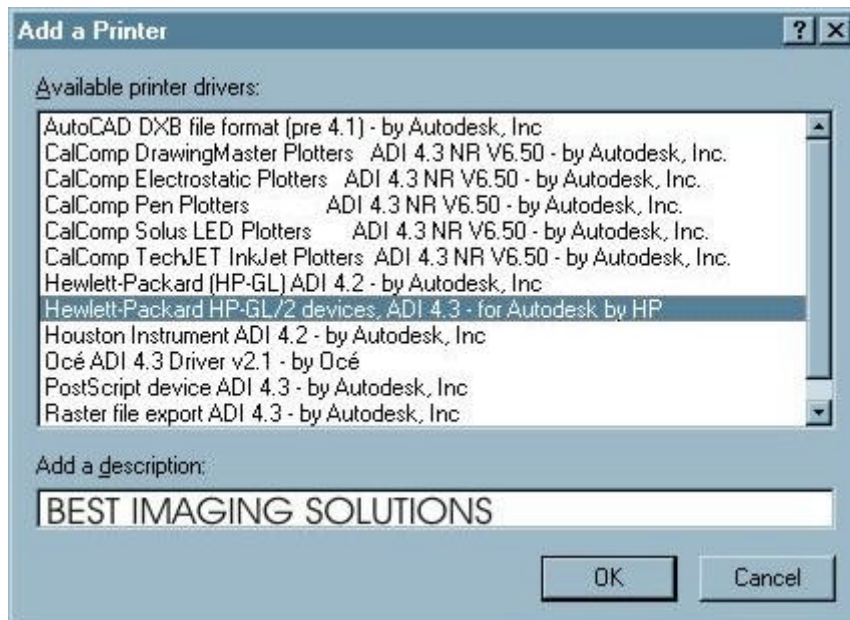 Add a Printer
Available printer drivers:
AutoCAD DXB file format (pre 4.1) - by Autodesk, Inc
CalComp DrawingMaster Plotters ADI 4.3 NR V6.50 - by Autodesk, Inc.
CalComp Electrostatic Plotters ADI 4.3 NR V6.50 - by Autodesk, Inc.
CalComp Pen Plotters ADI 4.3 NR V6.50 - by Autodesk, Inc.
CalComp Solus LED Plotters ADI 4.3 NR V6.50 - by Autodesk, Inc.
CalComp TechJET InkJet Plotters ADI 4.3 NR V6.50 - by Autodesk, Inc.
Hewlett-Packard (HP-GL) ADI 4.2 - by Autodesk, Inc
Hewlett-Packard HP-GL/2 devices, ADI 4.3 - for Autodesk by HP
Houston Instrument ADI 4.2 - by Autodesk, Inc
Océ ADI 4.3 Driver v2.1 - by Océ
PostScript device ADI 4.3 - by Autodesk, Inc
Raster file export ADI 4.3 - by Autodesk, Inc
Add a description:
BEST IMAGING SOLUTIONS
OK Cancel